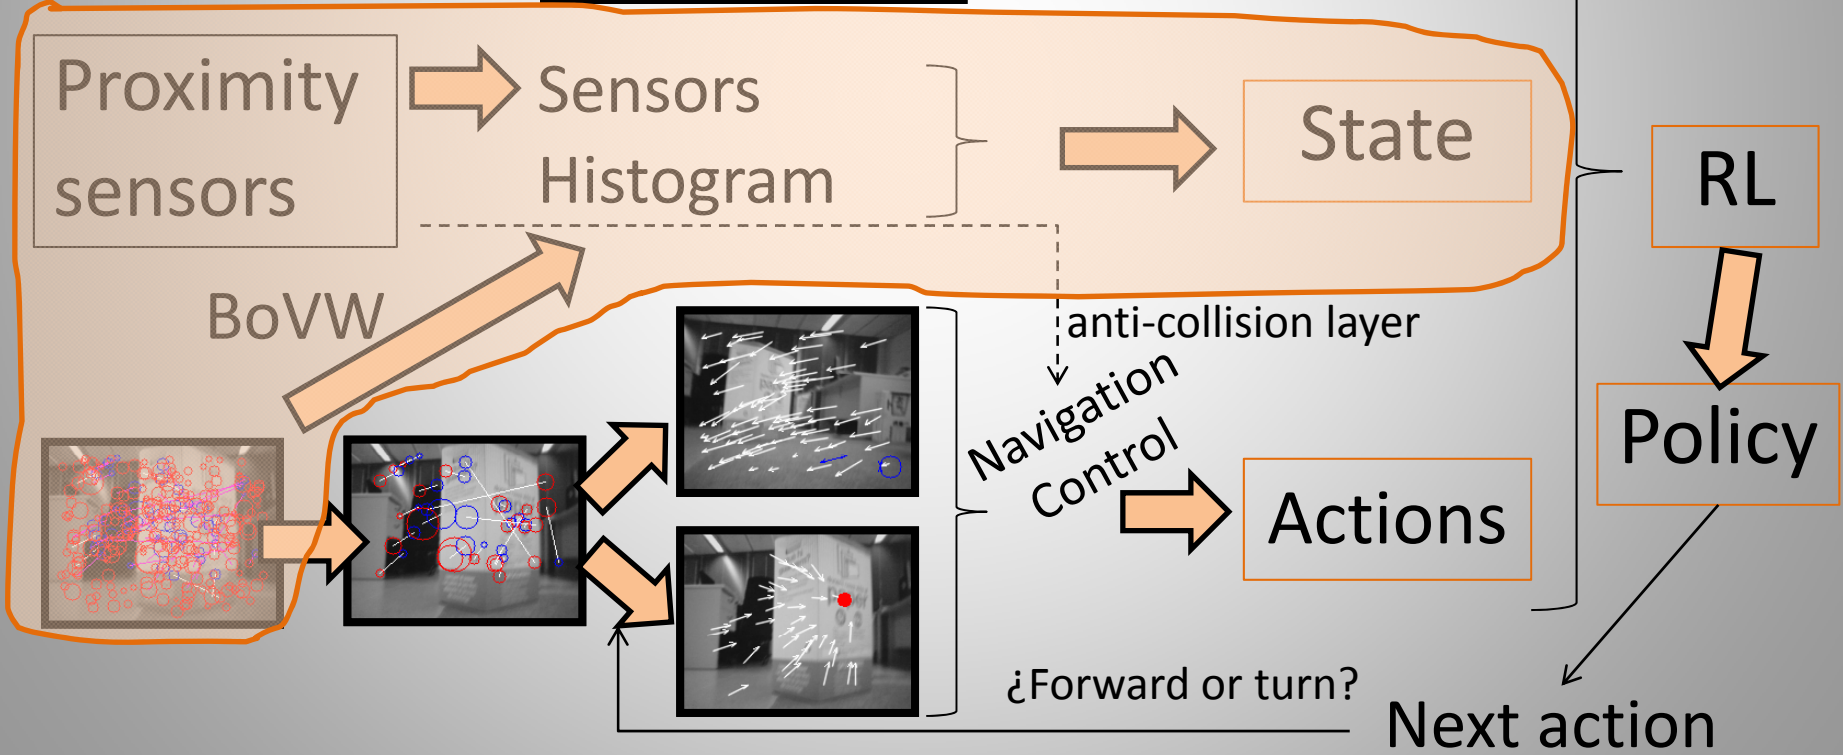 Proximity
sensors
Sensors
Histogram
State
RL
BoVW
anti-collision layer
Navigation
Control
Policy
Actions
¿Forward or turn?
Next action